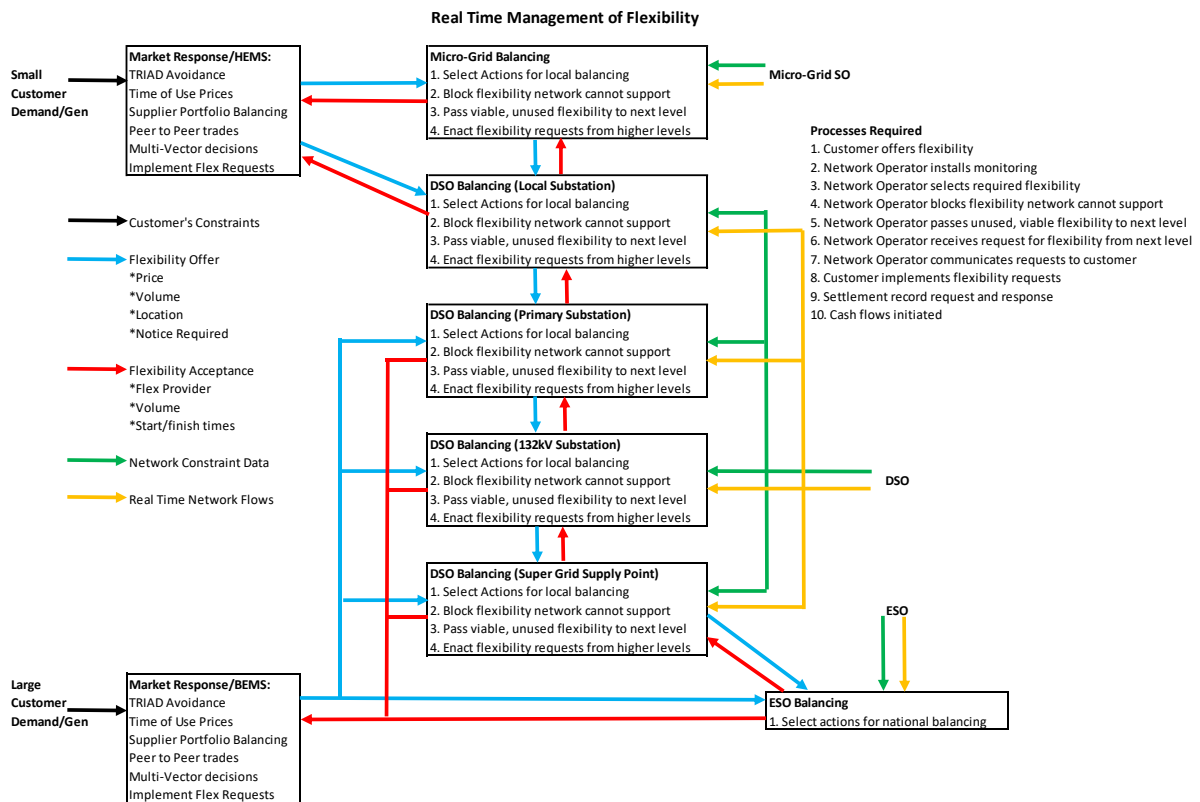 Real Time Management of Flexibility
Small
Customer
Demand/Gen
Market Response/HEMS:
TRIAD Avoidance
Time of Use Prices
Supplier Portfolio Balancing
Peer to Peer trades
Multi-Vector decisions
Implement Flex Requests
Micro-Grid Balancing
1. Select Actions for local balancing
2. Block flexibility network cannot support
3. Pass viable, unused flexibility to next level
4. Enact flexibility requests from higher levels
Micro-Grid SO
Processes Required
1. Customer offers flexibility
2. Network Operator installs monitoring
3. Network Operator selects required flexibility
4. Network Operator blocks flexibility network cannot support
5. Network Operator passes unused, viable flexibility to next level
6. Network Operator receives request for flexibility from next level
7. Network Operator communicates requests to customer
8. Customer implements flexibility requests
9. Settlement record request and response
10. Cash flows initiated
DSO Balancing (Local Substation)
1. Select Actions for local balancing
2. Block flexibility network cannot support
3. Pass viable, unused flexibility to next level
4. Enact flexibility requests from higher levels
Customer's Constraints
Flexibility Offer
*Price
*Volume
*Location
*Notice Required
Flexibility Acceptance
*Flex Provider
*Volume
*Start/finish times
Network Constraint Data
Real Time Network Flows
DSO Balancing (Primary Substation)
1. Select Actions for local balancing
2. Block flexibility network cannot support
3. Pass viable, unused flexibility to next level
4. Enact flexibility requests from higher levels
DSO Balancing (132kV Substation)
1. Select Actions for local balancing
2. Block flexibility network cannot support
3. Pass viable, unused flexibility to next level
4. Enact flexibility requests from higher levels
DSO
DSO Balancing (Super Grid Supply Point)
1. Select Actions for local balancing
2. Block flexibility network cannot support
3. Pass viable, unused flexibility to next level
4. Enact flexibility requests from higher levels
ESO
Large
Customer
Demand/Gen
Market Response/BEMS:
TRIAD Avoidance
Time of Use Prices
Supplier Portfolio Balancing
Peer to Peer trades
Multi-Vector decisions
Implement Flex Requests
ESO Balancing
1. Select actions for national balancing